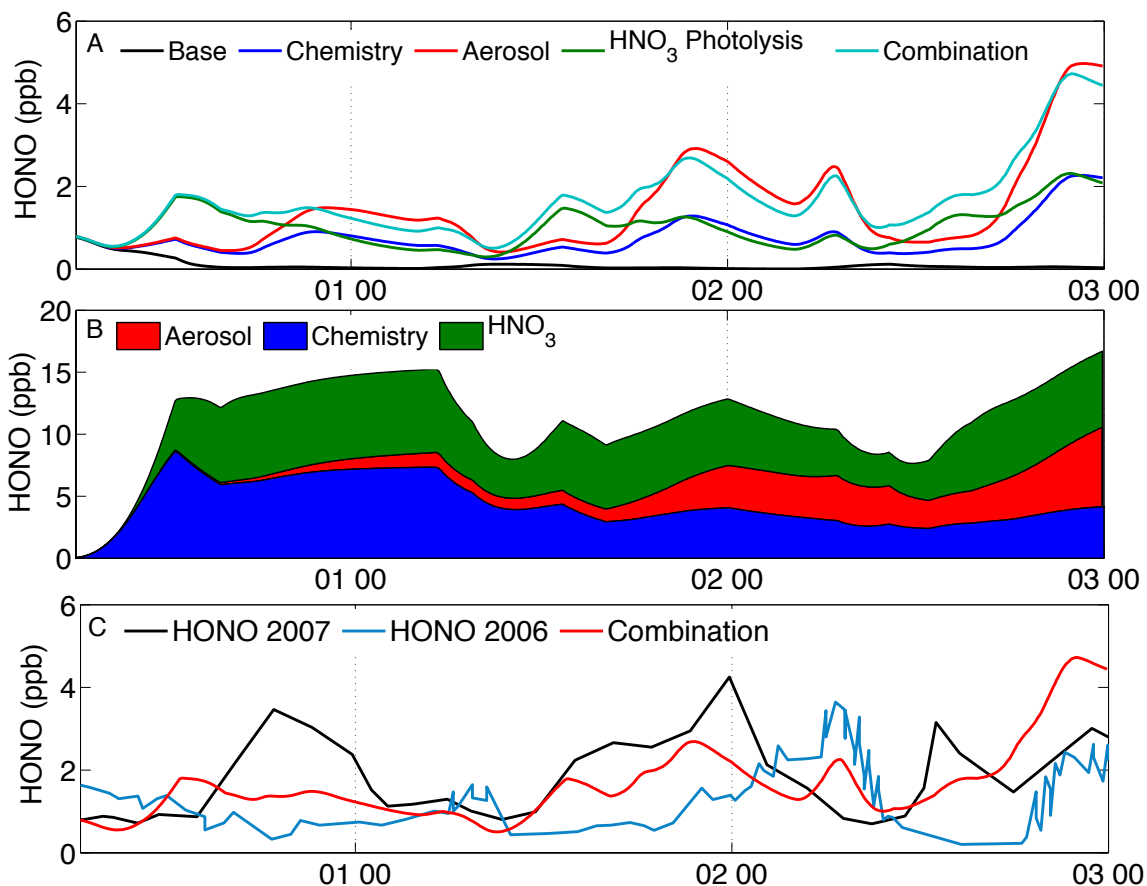 A Base Chemistry Aerosol HNO3 Photolysis Combination
HONO (ppb)
6
4
2
0
01 00 02 00 03 00
B Aerosol Chemistry HNO3
HONO (ppb)
20
15
10
5
0
01 00 02 00 03 00
C HONO 2007 HONO 2006 Combination
HONO (ppb)
6
4
2
0
01 00 02 00 03 00